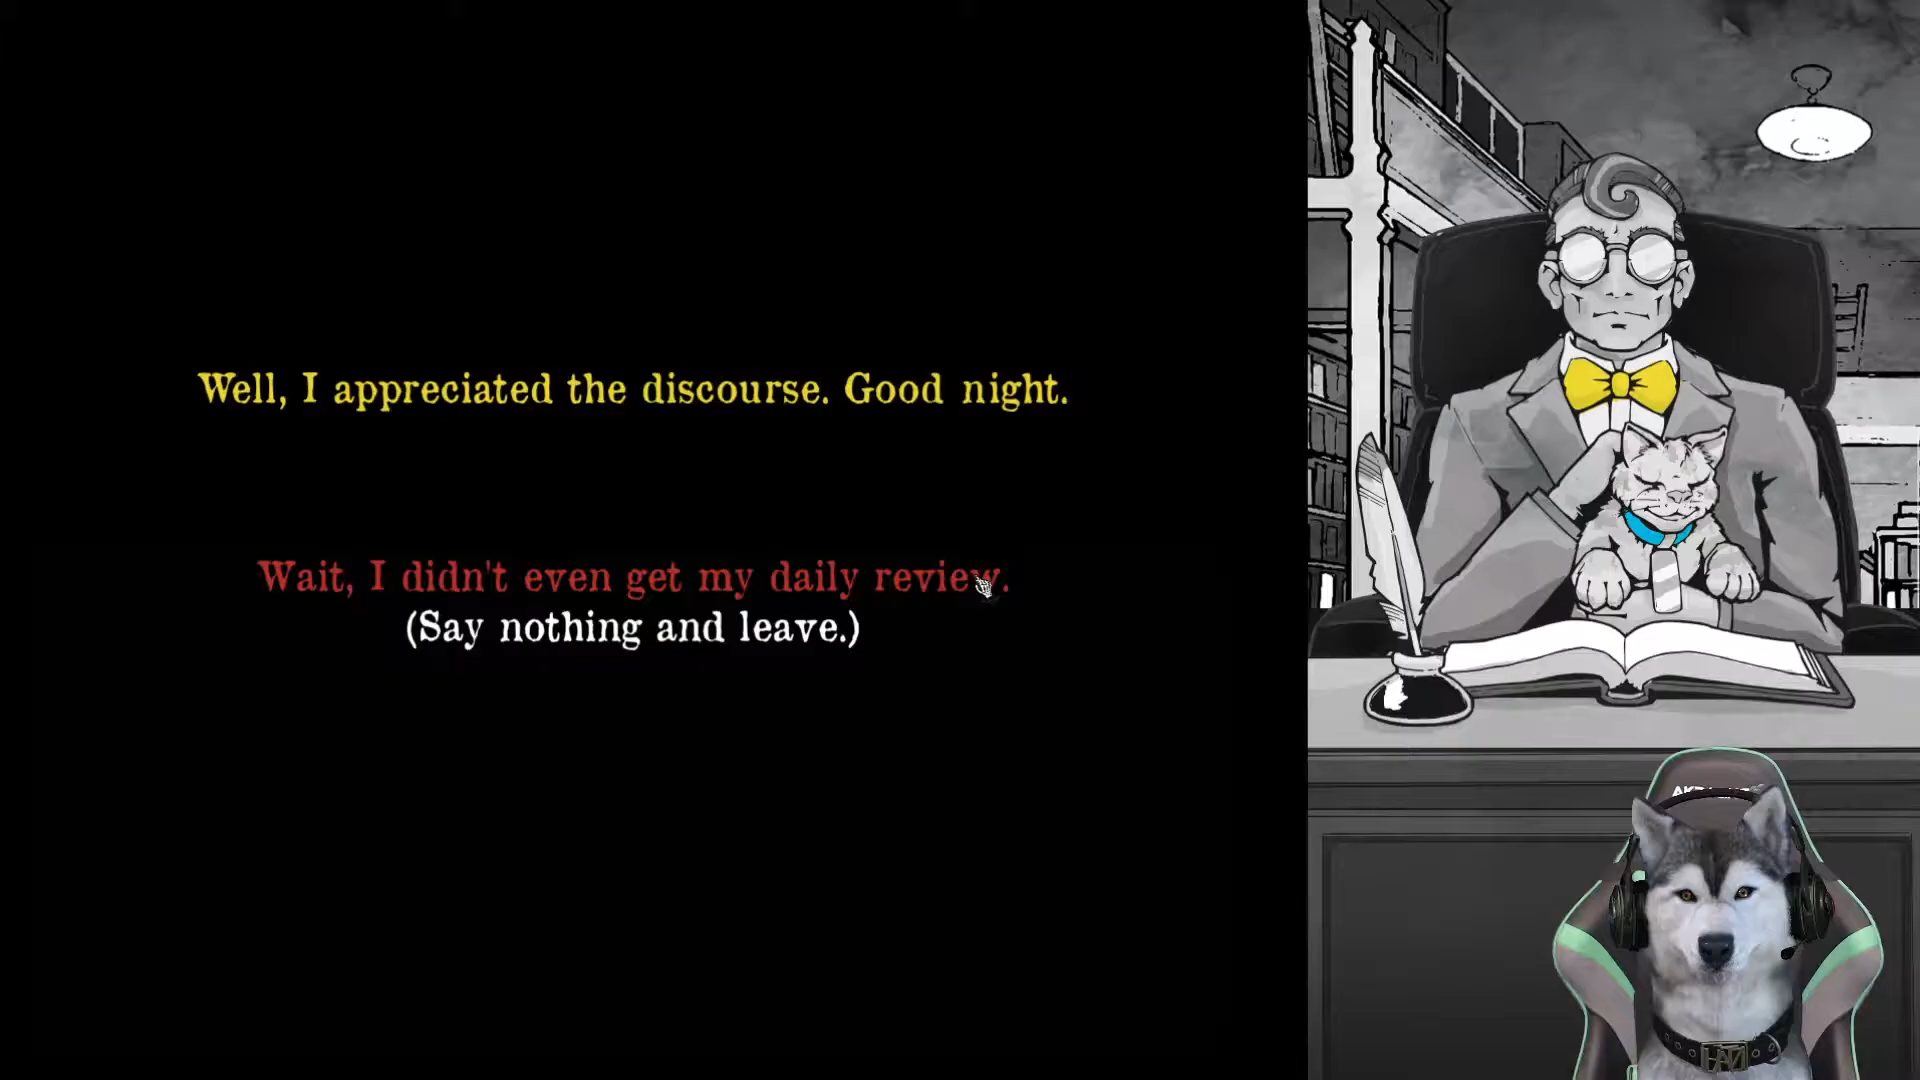 Well, I appreciated the discourse. Good night.
Wait, I didn't even get my daily review.
(Say nothing and leave.)